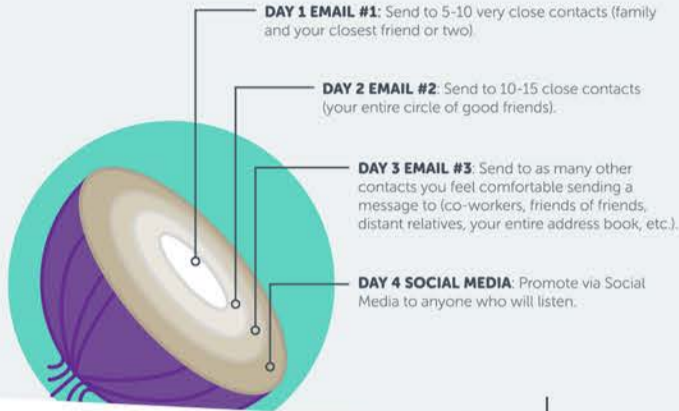 DAY 1 EMAIL #1: Send to 5-10 very close contacts (family
and your closest friend or two).
DAY 2 EMAIL #2: Send to 10-15 close contacts
(your entire circle of good friends).
DAY 3 EMAIL #3: Send to as many other
contacts you feel comfortable sending a
message to (co-workers, friends of friends,
distant relatives, your entire address book, etc.).
DAY 4 SOCIAL MEDIA: Promote via Social
Media to anyone who will listen.